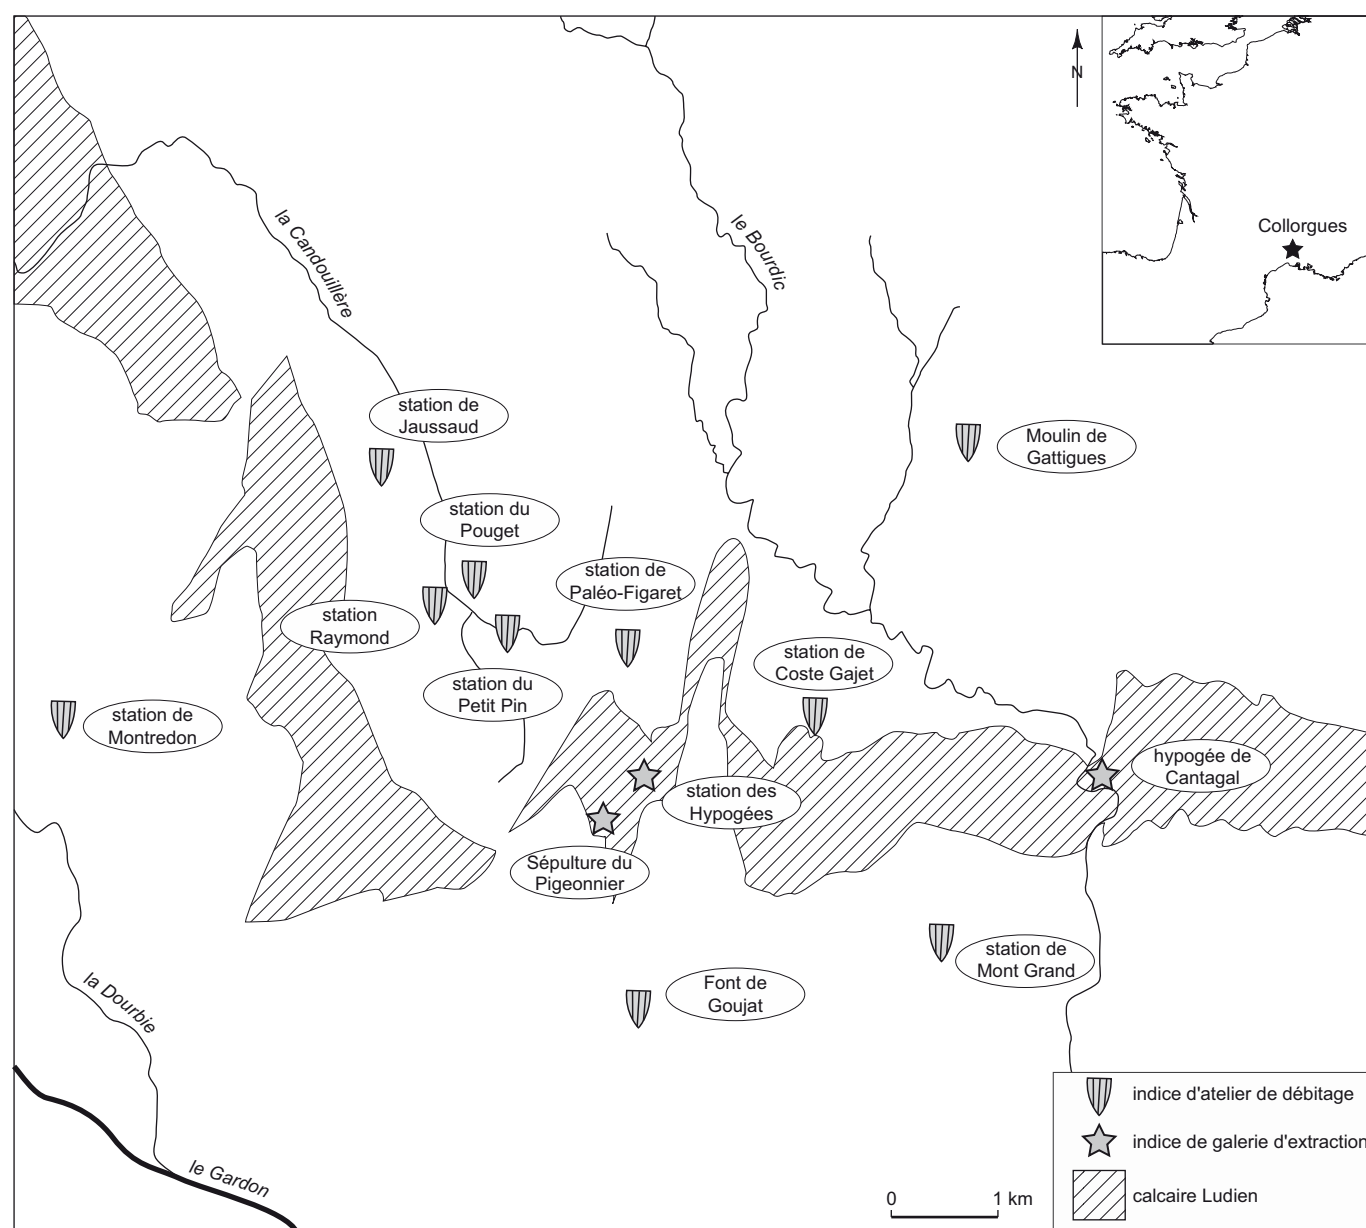 N
Collorgues
la Candouillère
le Bourdic
station de
Jaussaud
Moulin de
Gattigues
station du
Pouget
station de
Paléo-Figaret
station
Raymond
station de
Coste Gajet
station du
Petit Pin
station de
Montredon
hypogée de
Cantagal
station des
Hypogées
Sépulture du
Pigeonnier
station de
Mont Grand
Font de
Goujat
la Dourbie
le Gardon
indice d'atelier de débitage
indice de galerie d'extraction
calcaire Ludien
0 1 km